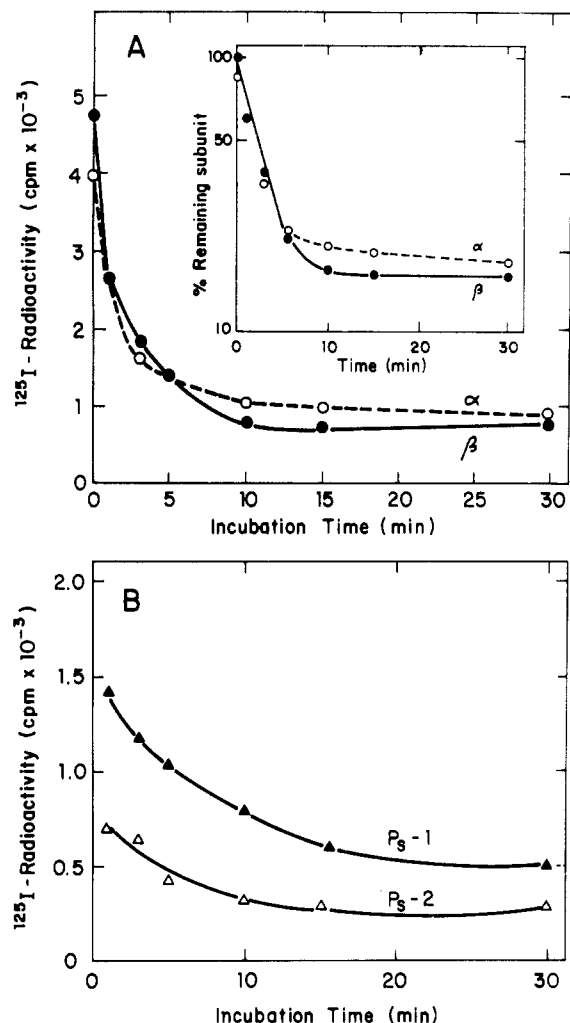 A
¹²⁵I - Radioactivity (cpm x 10⁻³)
5
4
3
2
1
0
% Remaining subunit
100
50
10
α
β
0 5 10 15 20 25 30
Time (min)
α
β
0 5 10 15 20 25 30
Incubation Time (min)
B
¹²⁵I - Radioactivity (cpm x 10⁻³)
2.0
1.5
1.0
0.5
0
Ps-1
Ps-2
0 10 20 30
Incubation Time (min)